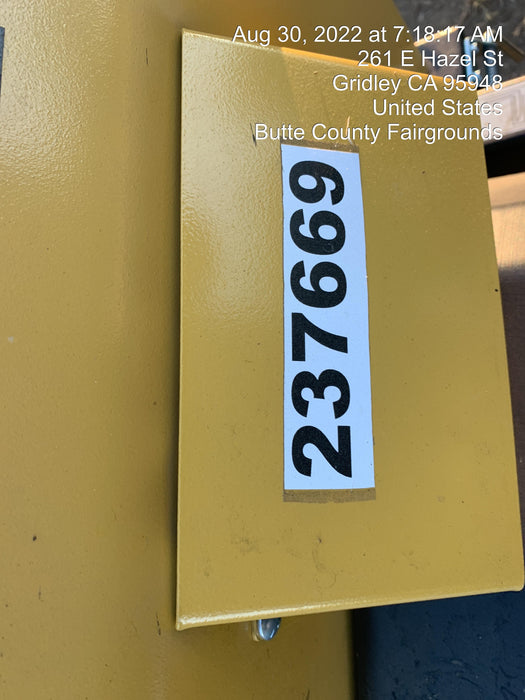 Aug 30, 2022 at 7:18:17 AM
261 E Hazel St
Gridley CA 95948
United States
Butte County Fairgrounds
237669